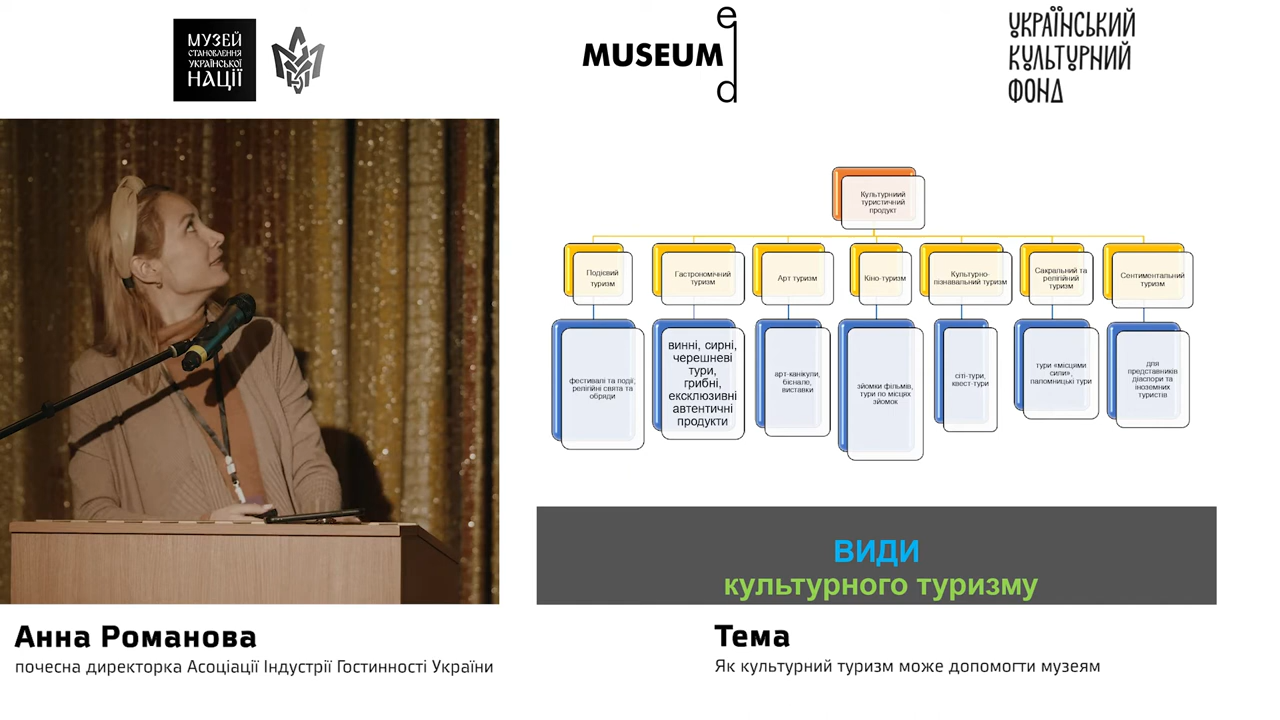 МУЗЕЙ
СТАНОВЛЕННЯ
УКРАЇНСЬКОЇ
НАЦІЇ
MUSEUM
ed
УКРАЇНСЬКИЙ
КУЛЬТУРНИЙ
ФОНД
Культурниий
туристичний
продукт
Подієвий
туризм
Гастрономічний
туризм
Арт туризм
Кіно-туризм
Культурно-
пізнавальний туризм
Сакральний та
релігійний
туризм
Сентиментальний
туризм
фестивалі та події,
релігійні свята та
обряди
винні, сирні,
черешневі
тури,
грибні,
ексклюзивні
автентичні
продукти
арт-канікули,
бієнале,
виставки
зйомки фільмів,
тури по місцях
зйомок
сіті-тури,
квест-тури
тури «місцями
сили»,
паломницькі тури
для
представників
діаспори та
іноземних
туристів
ВИДИ
культурного туризму
Анна Романова
почесна директорка Асоціації Індустрії Гостинності України
Тема
Як культурний туризм може допомогти музеям